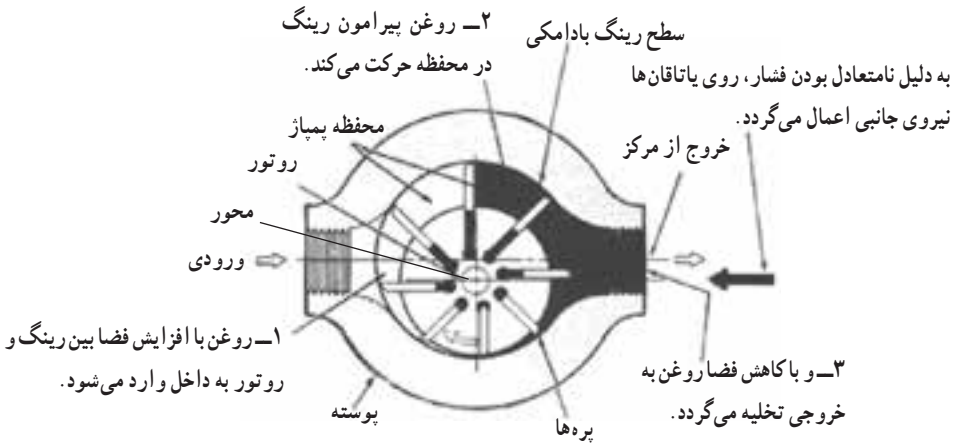 سطح رینگ بادامکی
۲ــ روغن پیرامون رینگ
در محفظه حرکت می‌کند.
به دلیل نامتعادل بودن فشار، روی یاتاقان‌ها
نیروی جانبی اعمال می‌گردد.
خروج از مرکز
محفظه پمپاژ
روتور
محور
ورودی
۱ــ روغن با افزایش فضا بین رینگ و
روتور به داخل وارد می‌شود.
پوسته
پره‌ها
۳ــ و با کاهش فضا روغن به
خروجی تخلیه می‌گردد.